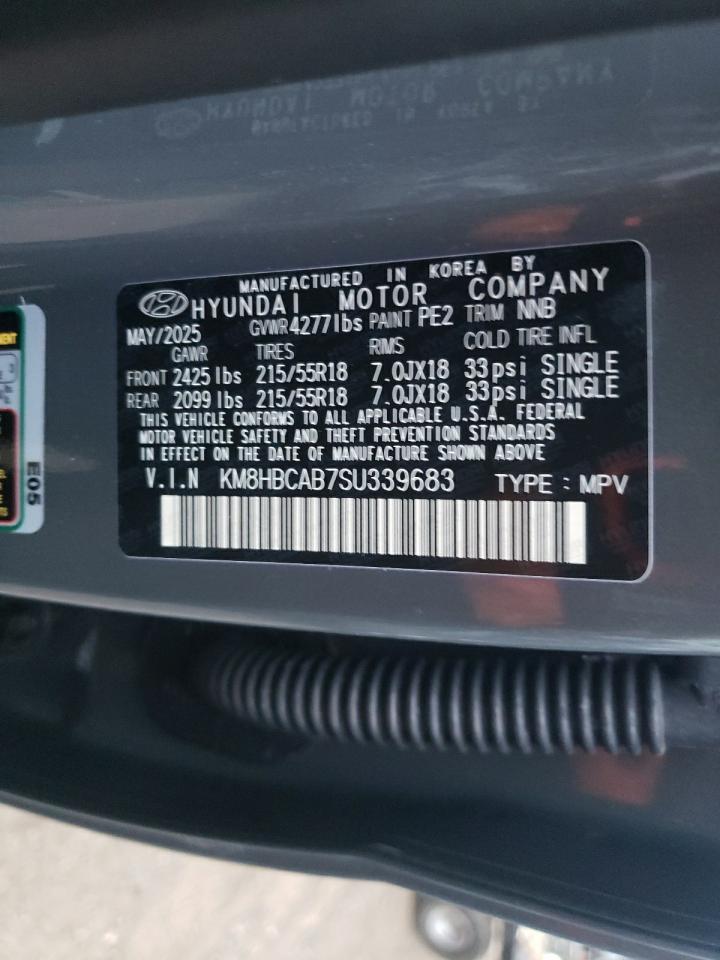 MANUFACTURED IN KOREA BY
HYUNDAI MOTOR COMPANY
MAY/2025 GVWR 4277lbs PAINT PE2 TRIM NNB
GAWR TIRES RIMS COLD TIRE INFL
FRONT 2425 lbs 215/55R18 7.0JX18 33psi SINGLE
REAR 2099 lbs 215/55R18 7.0JX18 33psi SINGLE
THIS VEHICLE CONFORMS TO ALL APPLICABLE U.S.A. FEDERAL
MOTOR VEHICLE SAFETY AND THEFT PREVENTION STANDARDS
IN EFFECT ON THE DATE OF MANUFACTURE SHOWN ABOVE
V.I.N KM8HBCAB7SU339683 TYPE : MPV
E05